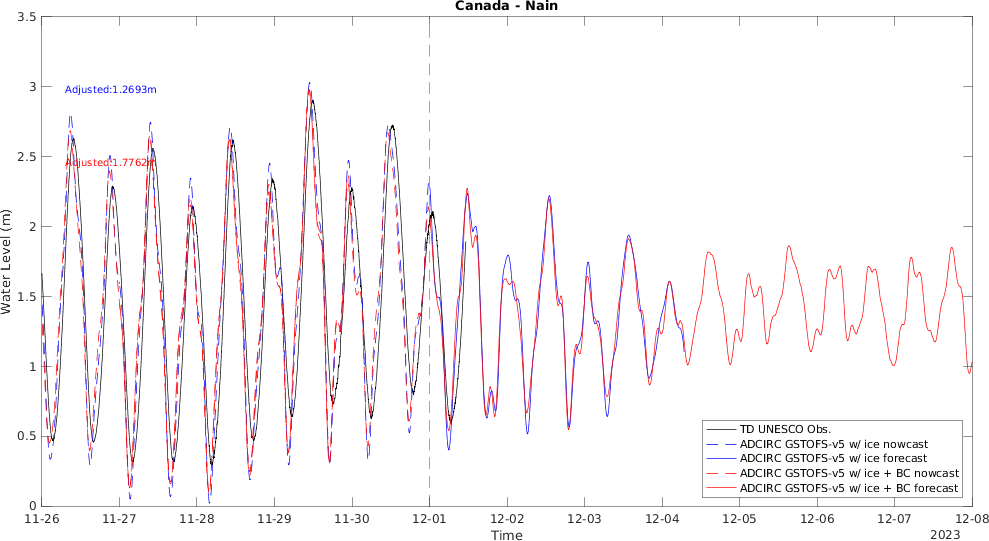 Canada - Nain
3.5
3
2.5
2
1.5
1
0.5
0
Water Level (m)
Adjusted:1.2693m
Adjusted:1.7762m
TD UNESCO Obs.
ADCIRC GSTOFS-v5 w/ ice nowcast
ADCIRC GSTOFS-v5 w/ ice forecast
ADCIRC GSTOFS-v5 w/ ice + BC nowcast
ADCIRC GSTOFS-v5 w/ ice + BC forecast
11-26 11-27 11-28 11-29 11-30 12-01 12-02 12-03 12-04 12-05 12-06 12-07 12-08
Time
2023